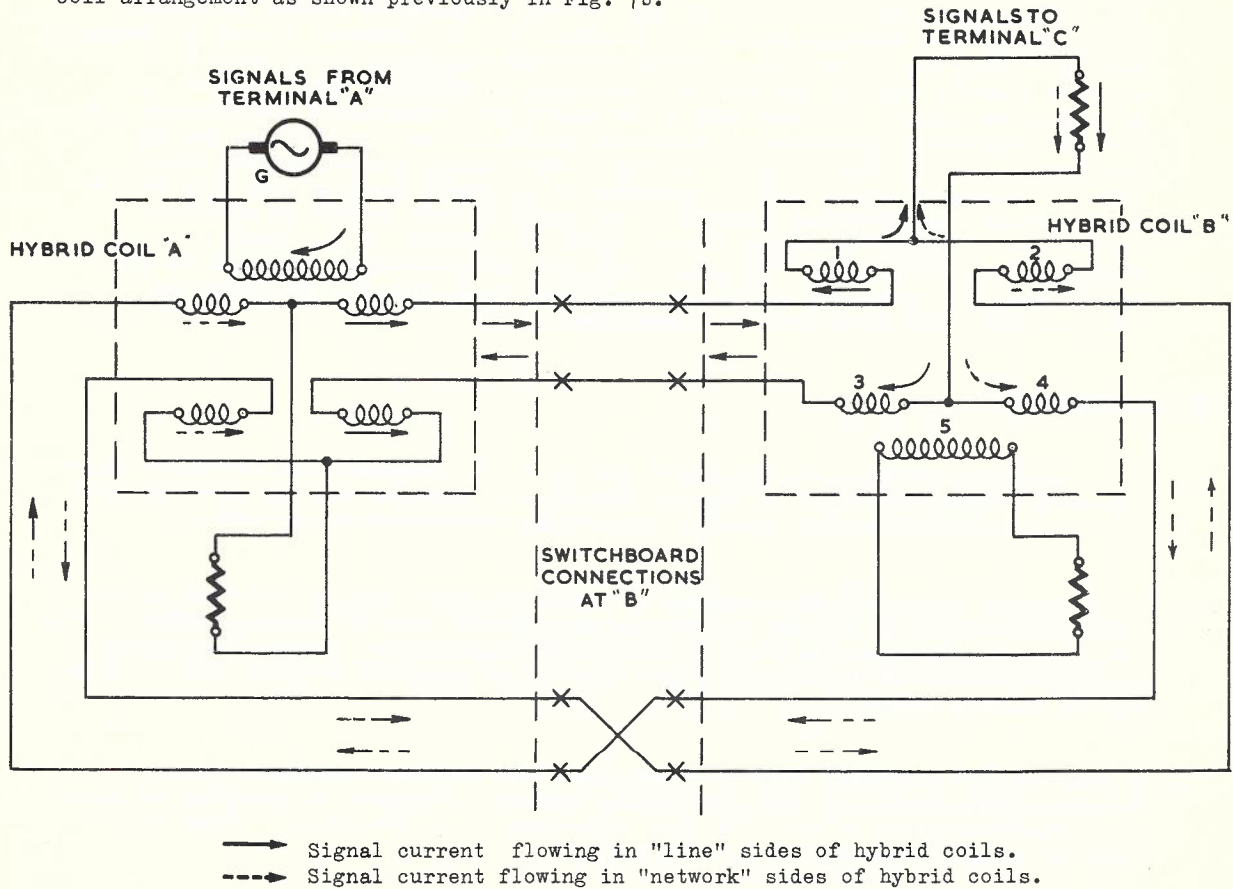 coil arrangement as shown previously in Fig.
SIGNALS TO
TERMINAL "C"
SIGNALS FROM
TERMINAL "A"
G
HYBRID COIL "A"
HYBRID COIL "B"
1
2
3
4
5
SWITCHBOARD
CONNECTIONS
AT "B"
Signal current flowing in "line" sides of hybrid coils.
Signal current flowing in "network" sides of hybrid coils.